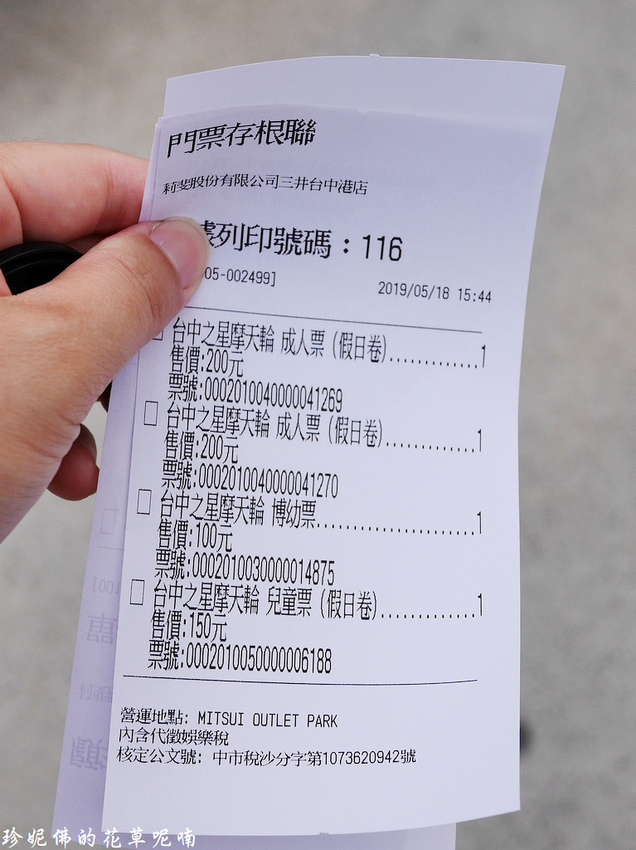 門票存根聯
莉斐股份有限公司三井台中港店
據列印號碼：116
05-002499]
2019/05/18 15:44
台中之星摩天輪 成人票 (假日卷).............1
售價:200元
票號:0002010040000041269
□ 台中之星摩天輪 成人票 (假日卷).............1
售價:200元
票號:0002010040000041270
□ 台中之星摩天輪 博幼票......................1
售價:100元
票號:0002010030000014875
□ 台中之星摩天輪 兒童票 (假日卷).............1
售價:150元
票號:0002010050000006188
營運地點: MITSUI OUTLET PARK
內含代徵娛樂稅
核定公文號: 中市稅沙分字第1073620942號
珍妮佛的花草呢喃